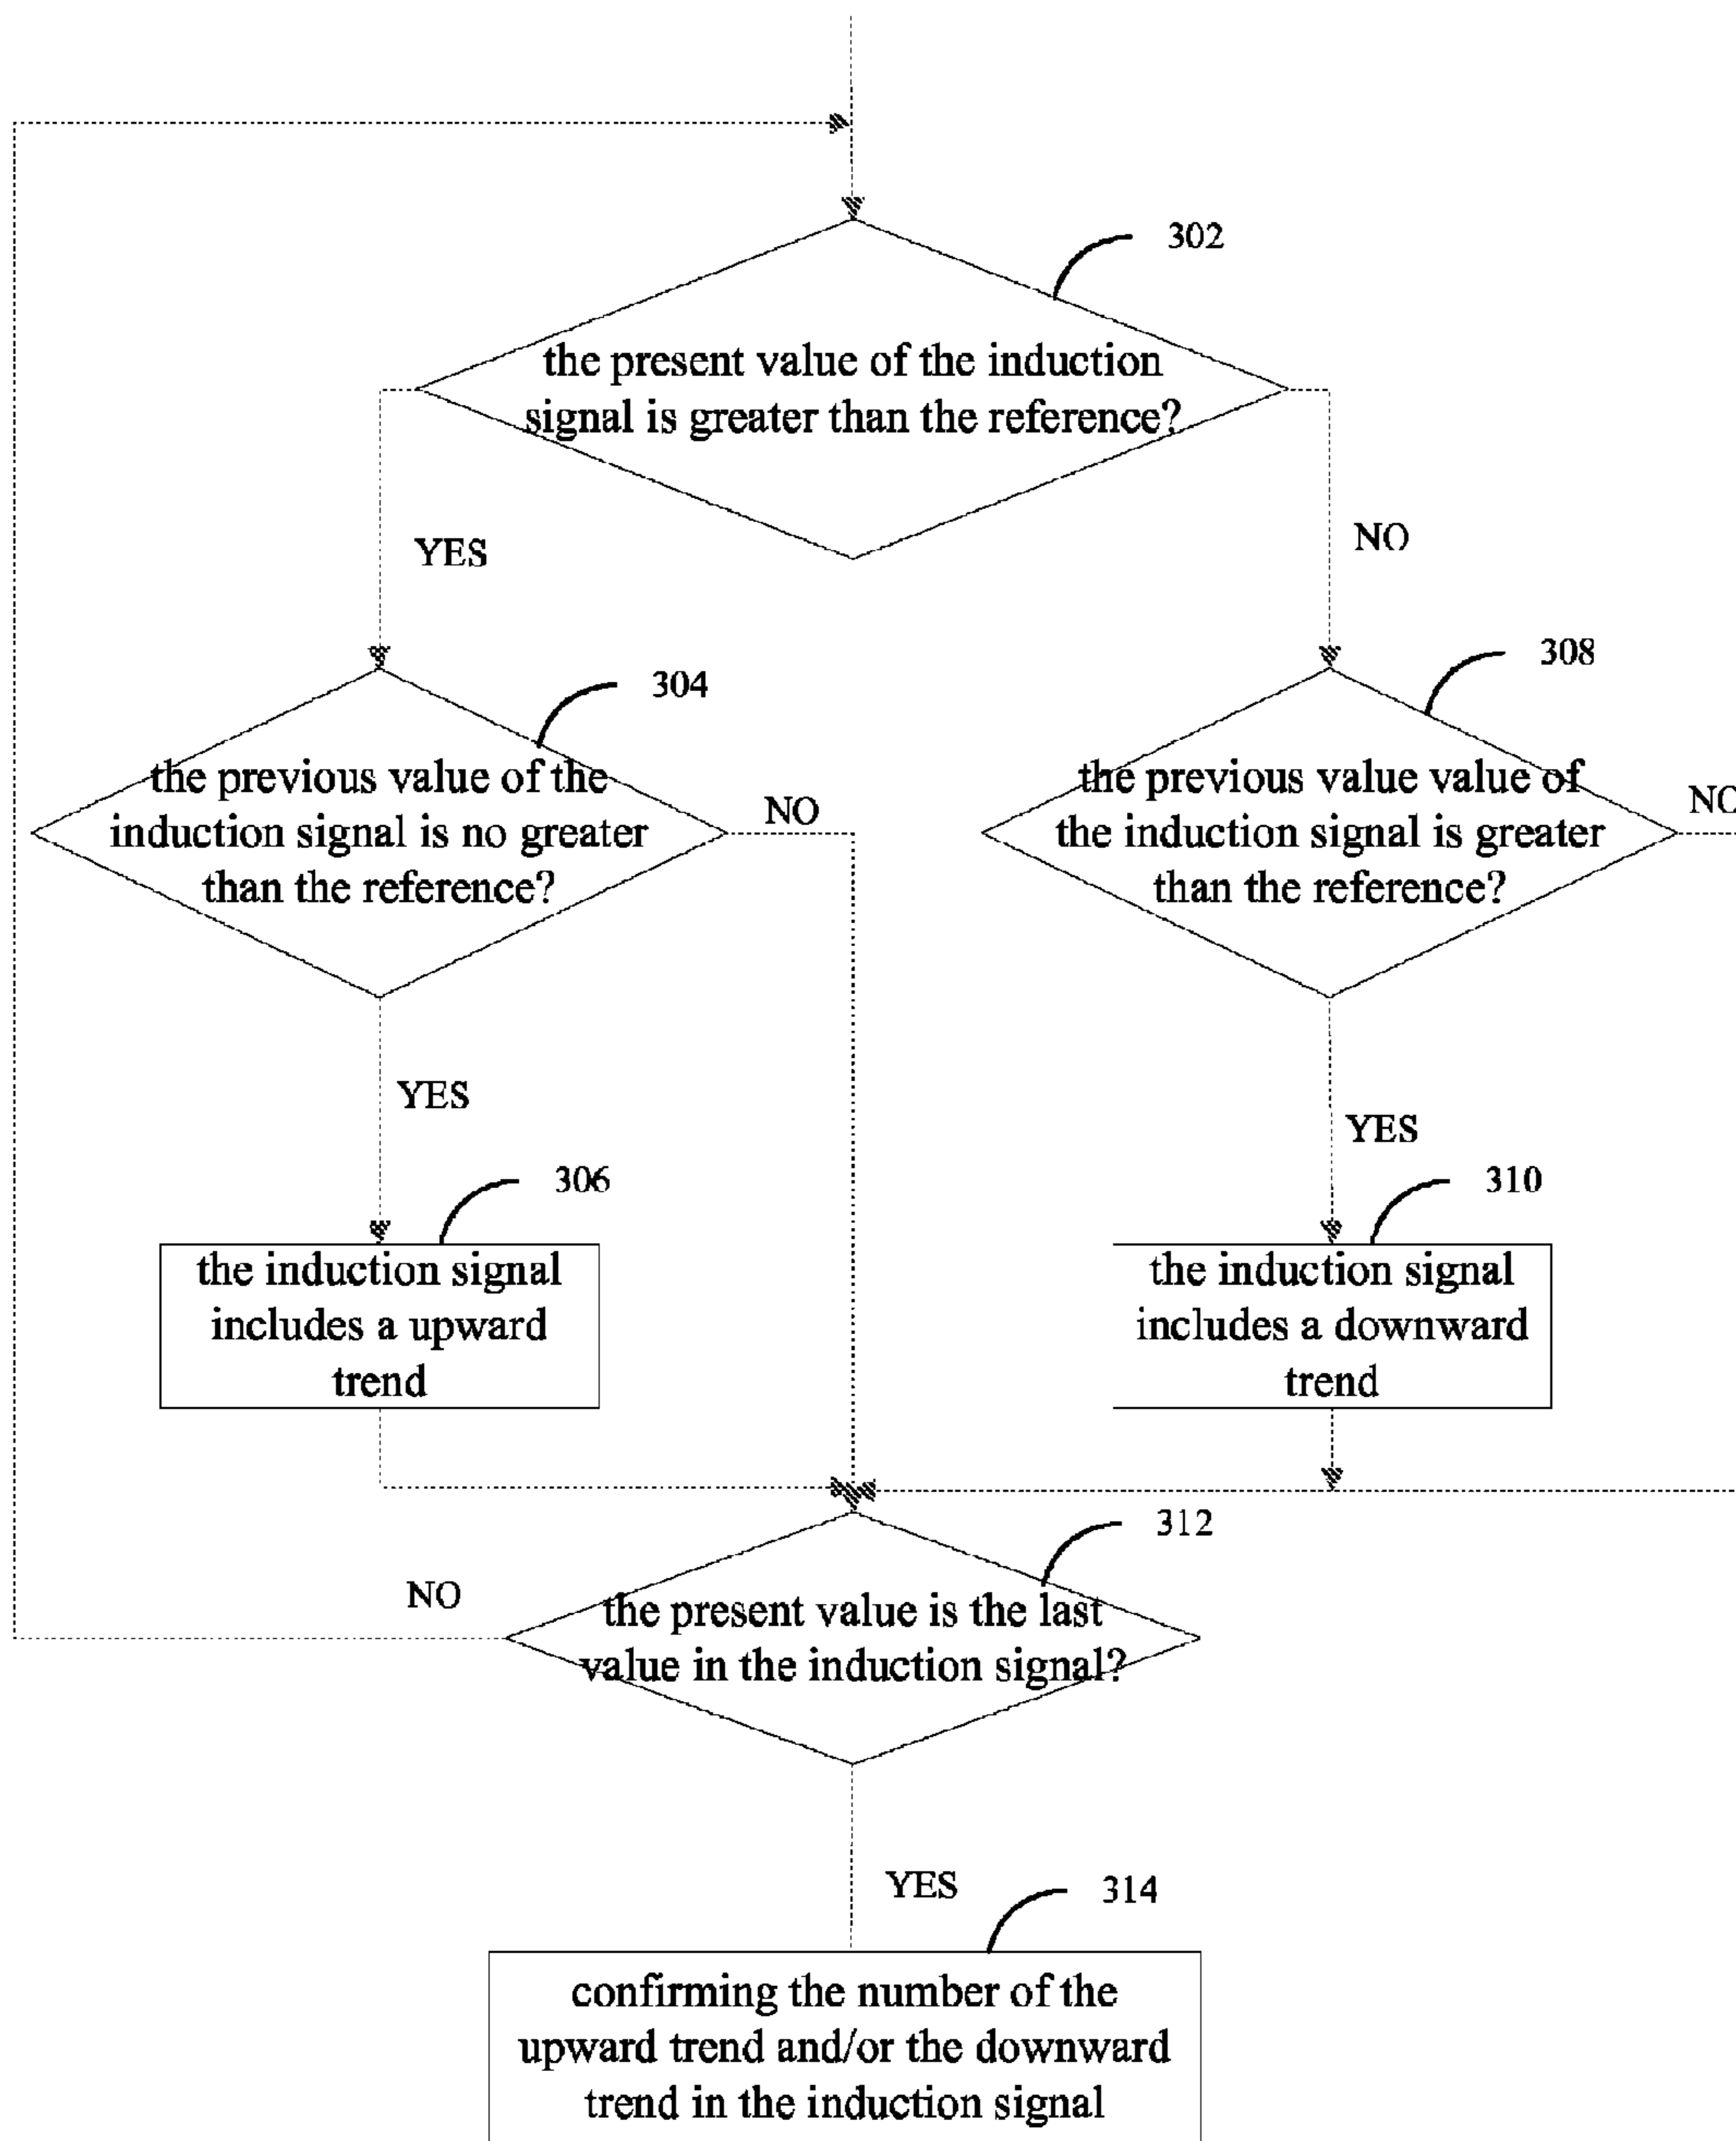 302
the present value of the induction
signal is greater than the reference?
YES
NO
304
the previous value of the
induction signal is no greater
than the reference?
NO
308
the previous value value of
the induction signal is greater
than the reference?
NO
YES
YES
306
the induction signal
includes a upward
trend
310
the induction signal
includes a downward
trend
312
the present value is the last
value in the induction signal?
NO
YES
314
confirming the number of the
upward trend and/or the downward
trend in the induction signal